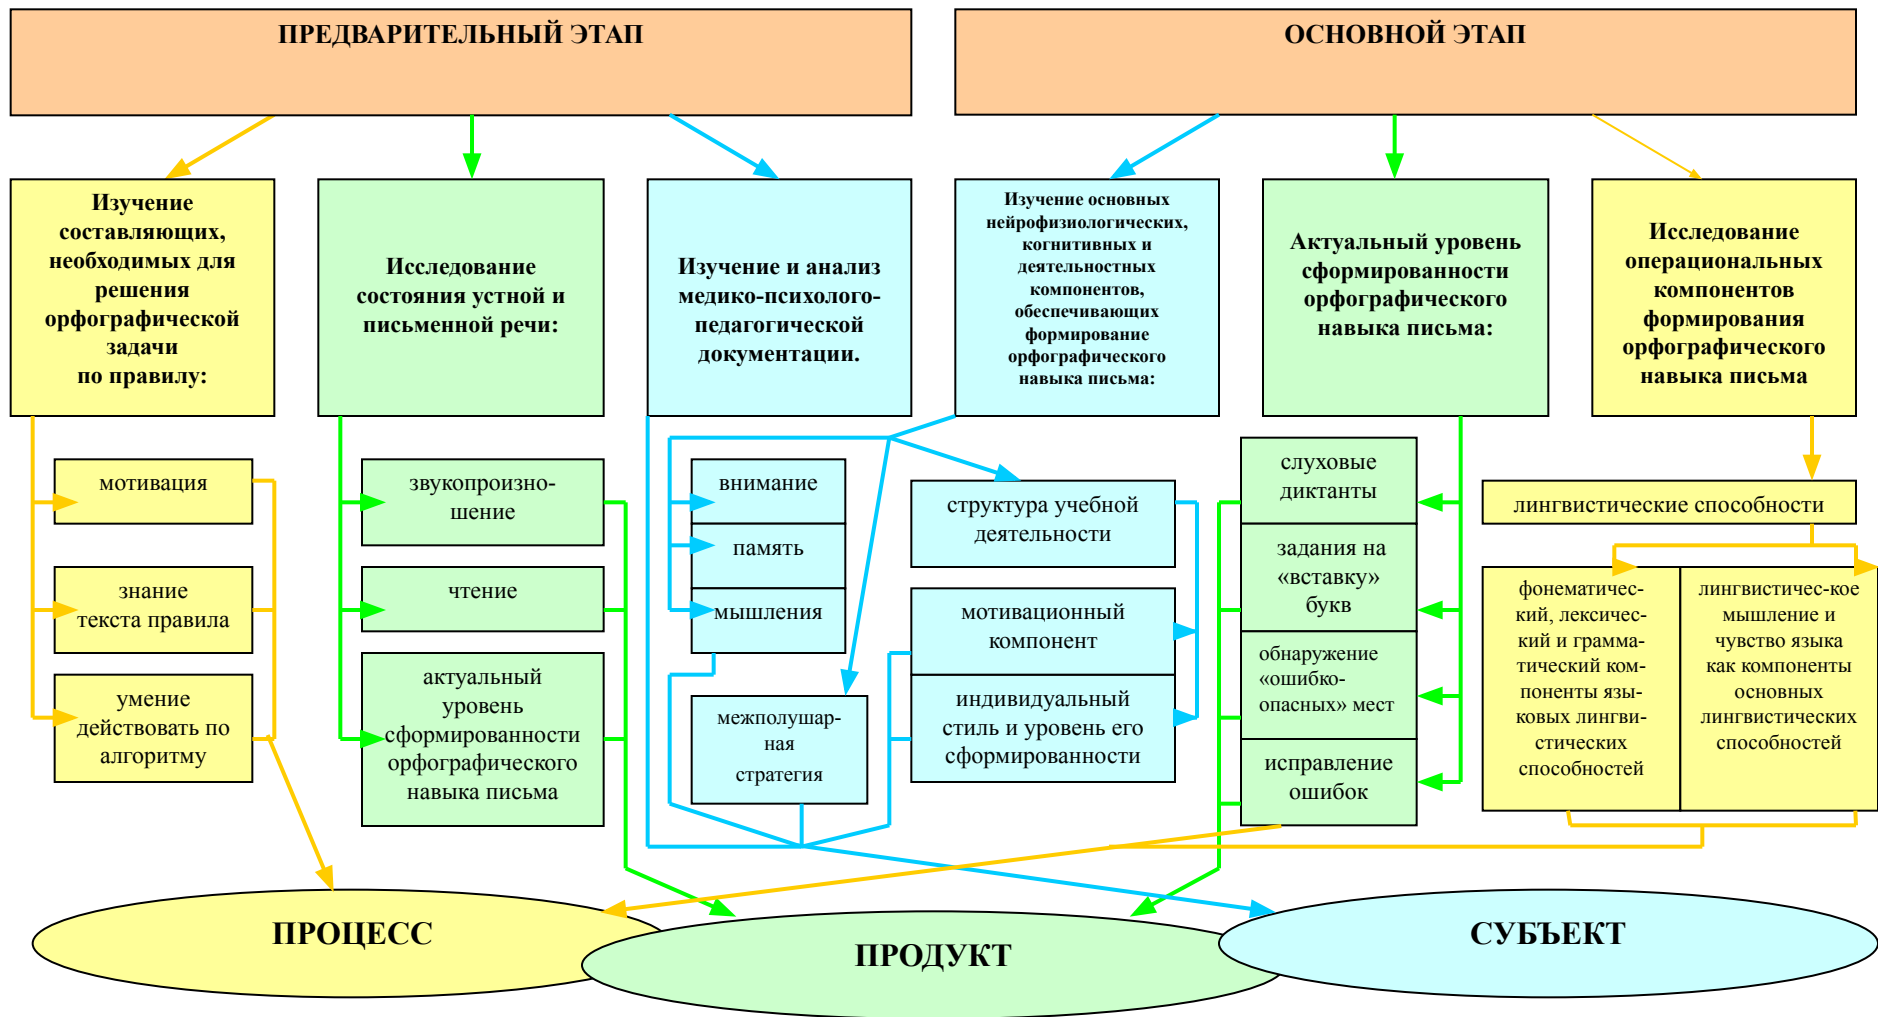 ПРЕДВАРИТЕЛЬНЫЙ ЭТАП
ОСНОВНОЙ ЭТАП
Изучение
составляющих,
необходимых для
решения
орфографической
задачи
по правилу:
Исследование
состояния устной и
письменной речи:
Изучение и анализ
медико-психолого-
педагогической
документации.
Изучение основных
нейрофизиологических,
когнитивных и
деятельностных
компонентов,
обеспечивающих
формирование
орфографического
навыка письма:
Актуальный уровень
сформированности
орфографического
навыка письма:
Исследование
операциональных
компонентов
формирования
орфографического
навыка письма
мотивация
знание
текста правила
умение
действовать по
алгоритму
звукопроизно-
шение
чтение
актуальный
уровень
сформированности
орфографического
навыка письма
внимание
память
мышления
межполушар-
ная
стратегия
структура учебной
деятельности
мотивационный
компонент
индивидуальный
стиль и уровень его
сформированности
слуховые
диктанты
задания на
«вставку»
букв
обнаружение
«ошибко-
опасных» мест
исправление
ошибок
лингвистические способности
фонематичес-
кий, лексичес-
кий и грамма-
тический ком-
поненты язы-
ковых лингви-
стических
способностей
лингвистичес-кое
мышление и
чувство языка
как компоненты
основных
лингвистических
способностей
ПРОЦЕСС
ПРОДУКТ
СУБЪЕКТ